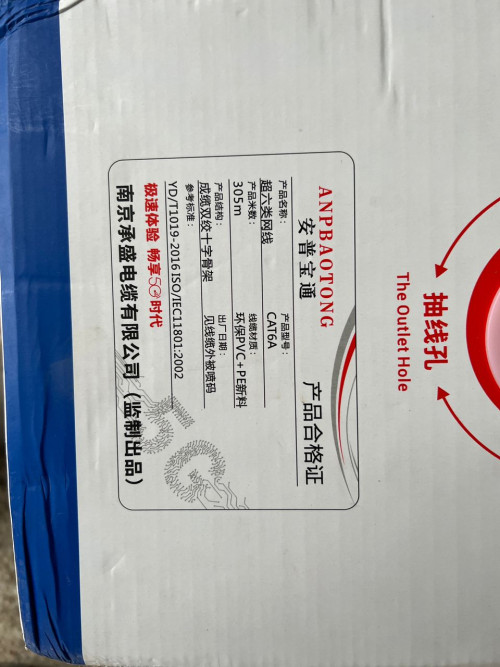 ANPBAOTONG
安普宝通
产品合格证
产品名称：
产品型号：
超六类网线
CAT6A
产品米数：
线缆材质：
305m
环保PVC+PE新料
产品结构：
出厂日期：
成缆双绞十字骨架
见线缆外被喷码
参考标准：
YD/T1019-2016 ISO/IEC11801:2002
极速体验 畅享5G时代
南京承盛电缆有限公司（监制出品）
5G
抽线孔
The Outlet Hole